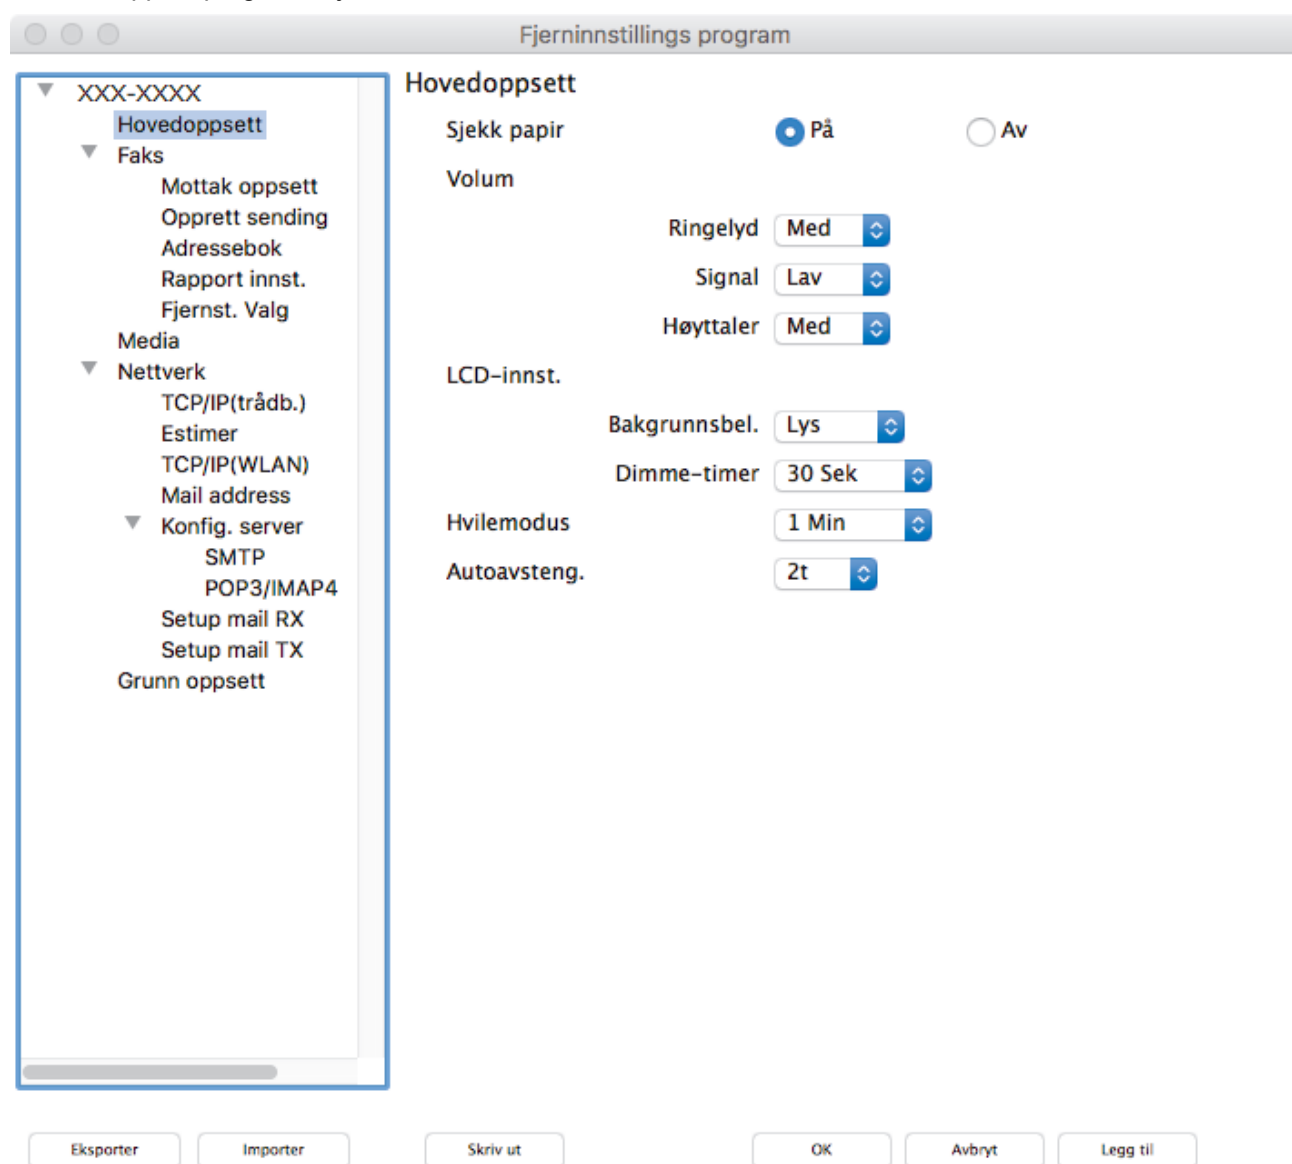 Fjerninnstillings program
XXX-XXXX
Hovedoppsett
Faks
Mottak oppsett
Opprett sending
Adressebok
Rapport innst.
Fjernst. Valg
Media
Nettverk
TCP/IP(trådb.)
Estimer
TCP/IP(WLAN)
Mail address
Konfig. server
SMTP
POP3/IMAP4
Setup mail RX
Setup mail TX
Grunn oppsett
Hovedoppsett
Sjekk papir På Av
Volum
Ringelyd Med
Signal Lav
Høyttaler Med
LCD-innst.
Bakgrunnsbel. Lys
Dimme-timer 30 Sek
Hvilemodus 1 Min
Autoavsteng. 2t
Eksporter Importer Skriv ut OK Avbryt Legg til